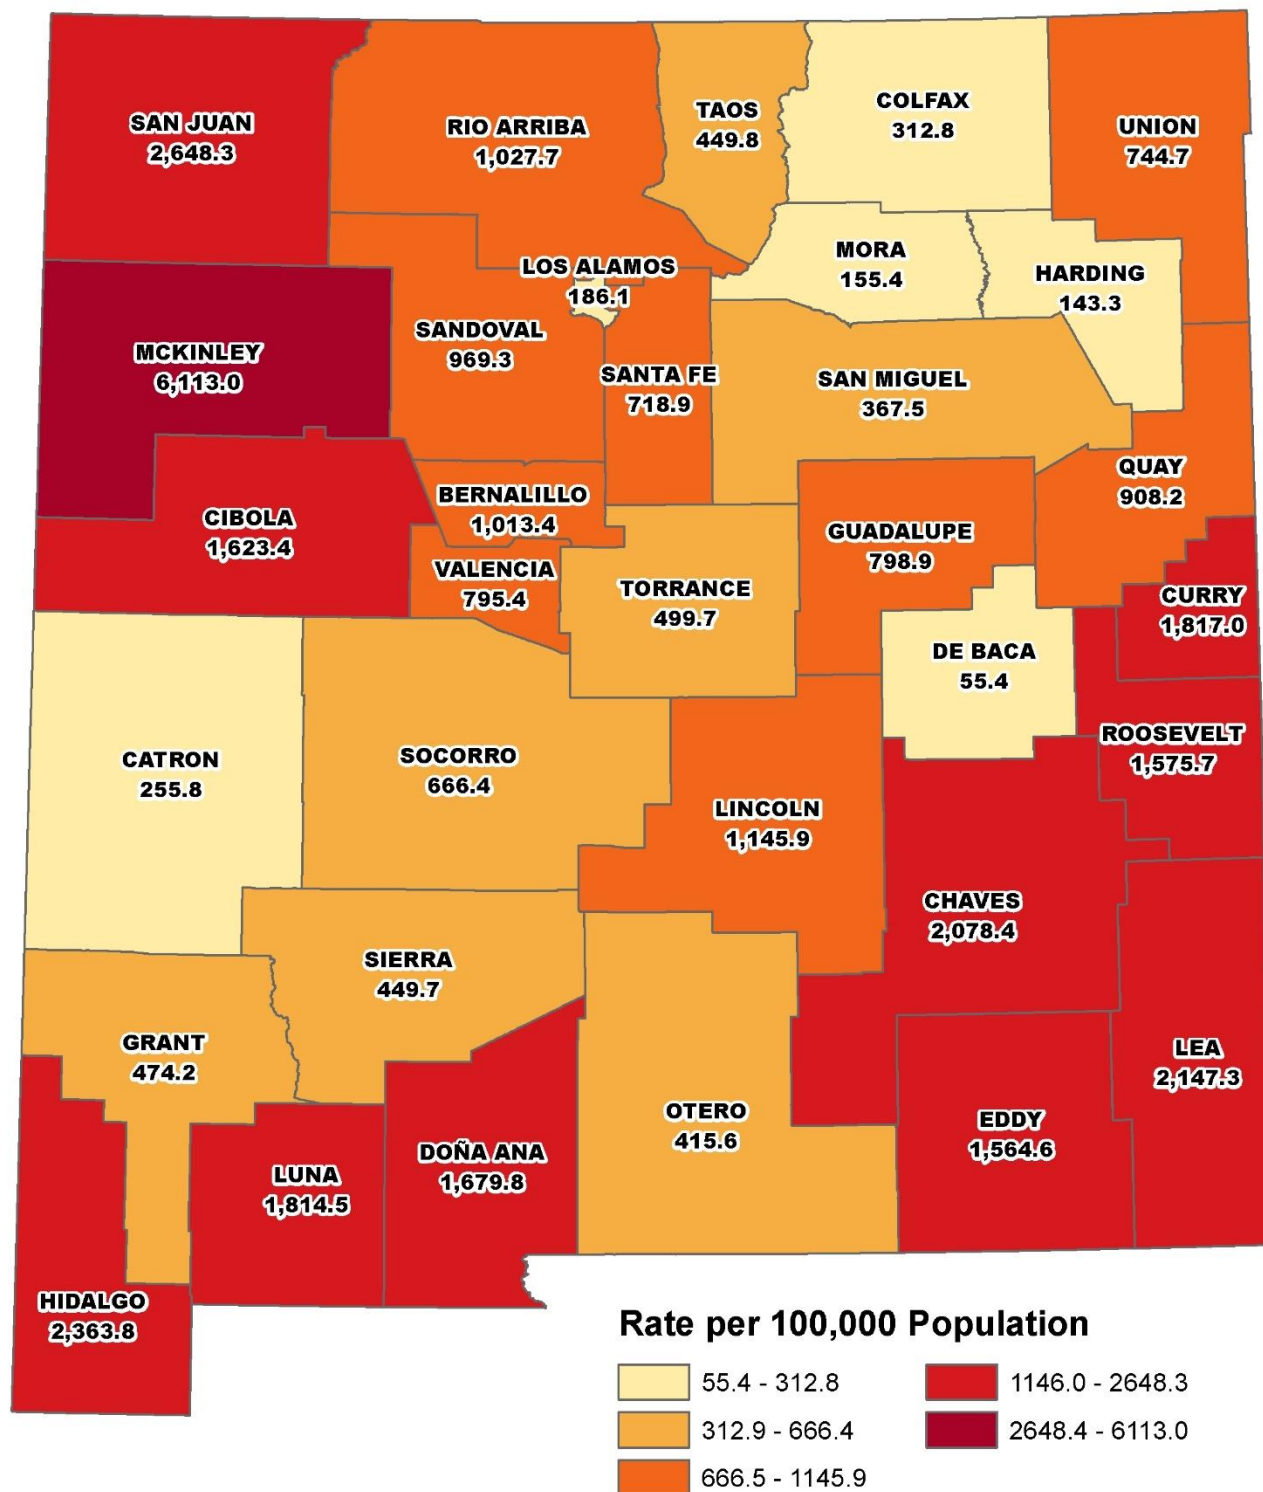 SAN JUAN
2,648.3
RIO ARRIBA
1,027.7
TAOS
449.8
COLFAX
312.8
UNION
744.7
MORA
155.4
HARDING
143.3
LOS ALAMOS
186.1
MCKINLEY
6,113.0
SANDOVAL
969.3
SANTA FE
718.9
SAN MIGUEL
367.5
QUAY
908.2
CIBOLA
1,623.4
BERNALILLO
1,013.4
VALENCIA
795.4
TORRANCE
499.7
GUADALUPE
798.9
CURRY
1,817.0
DE BACA
55.4
ROOSEVELT
1,575.7
CATRON
255.8
SOCORRO
666.4
LINCOLN
1,145.9
CHAVES
2,078.4
SIERRA
449.7
GRANT
474.2
LEA
2,147.3
OTERO
415.6
EDDY
1,564.6
DOÑA ANA
1,679.8
LUNA
1,814.5
HIDALGO
2,363.8
Rate per 100,000 Population
55.4 - 312.8
312.9 - 666.4
666.5 - 1145.9
1146.0 - 2648.3
2648.4 - 6113.0